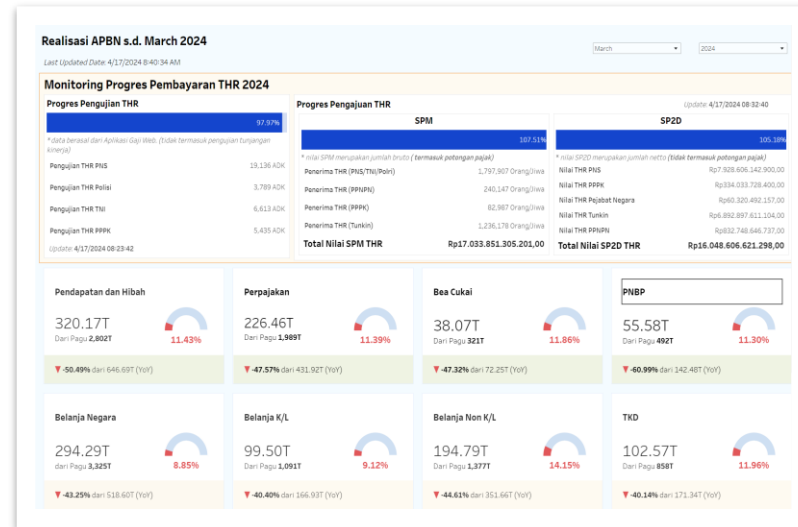 Realisasi APBN s.d. March 2024
March
2024
Last Updated Date: 4/17/2024 8:40:34 AM
Monitoring Progres Pembayaran THR 2024
Progres Pengujian THR
97.97%
* data berasal dari Aplikasi Gaji Web. (tidak termasuk pengujian tunjangan kinerja)
Pengujian THR PNS 19,136 ADK
Pengujian THR Polisi 3,789 ADK
Pengujian THR TNI 6,613 ADK
Pengujian THR PPPK 5,435 ADK
Update: 4/17/2024 08:23:42
Progres Pengajuan THR
Update: 4/17/2024 08:32:40
SPM
107.51%
* nilai SPM merupakan jumlah bruto ( termasuk potongan pajak)
Penerima THR (PNS/TNI/Polri) 1,797,907 Orang/Jiwa
Penerima THR (PPNPN) 240,147 Orang/Jiwa
Penerima THR (PPPK) 82,987 Orang/Jiwa
Penerima THR (Tunkin) 1,236,178 Orang/Jiwa
Total Nilai SPM THR Rp17.033.851.305.201,00
SP2D
105.18%
* nilai SP2D merupakan jumlah netto (tidak termasuk potongan pajak)
Nilai THR PNS Rp7.928.606.142.900,00
Nilai THR PPPK Rp334.033.728.400,00
Nilai THR Pejabat Negara Rp60.320.492.157,00
Nilai THR Tunkin Rp6.892.897.611.104,00
Nilai THR PPNPN Rp832.748.646.737,00
Total Nilai SP2D THR Rp16.048.606.621.298,00
Pendapatan dan Hibah
320.17T
Dari Pagu 2,802T
11.43%
-50.49% dari 646.69T (YoY)
Perpajakan
226.46T
Dari Pagu 1,989T
11.39%
-47.57% dari 431.92T (YoY)
Bea Cukai
38.07T
Dari Pagu 321T
11.86%
-47.32% dari 72.25T (YoY)
PNBP
55.58T
Dari Pagu 492T
11.30%
-60.99% dari 142.48T (YoY)
Belanja Negara
294.29T
dari Pagu 3,325T
8.85%
-43.25% dari 518.60T (YoY)
Belanja K/L
99.50T
Dari Pagu 1,091T
9.12%
-40.40% dari 166.93T (YoY)
Belanja Non K/L
194.79T
Dari Pagu 1,377T
14.15%
-44.61% dari 351.66T (YoY)
TKD
102.57T
Dari Pagu 858T
11.96%
-40.14% dari 171.34T (YoY)